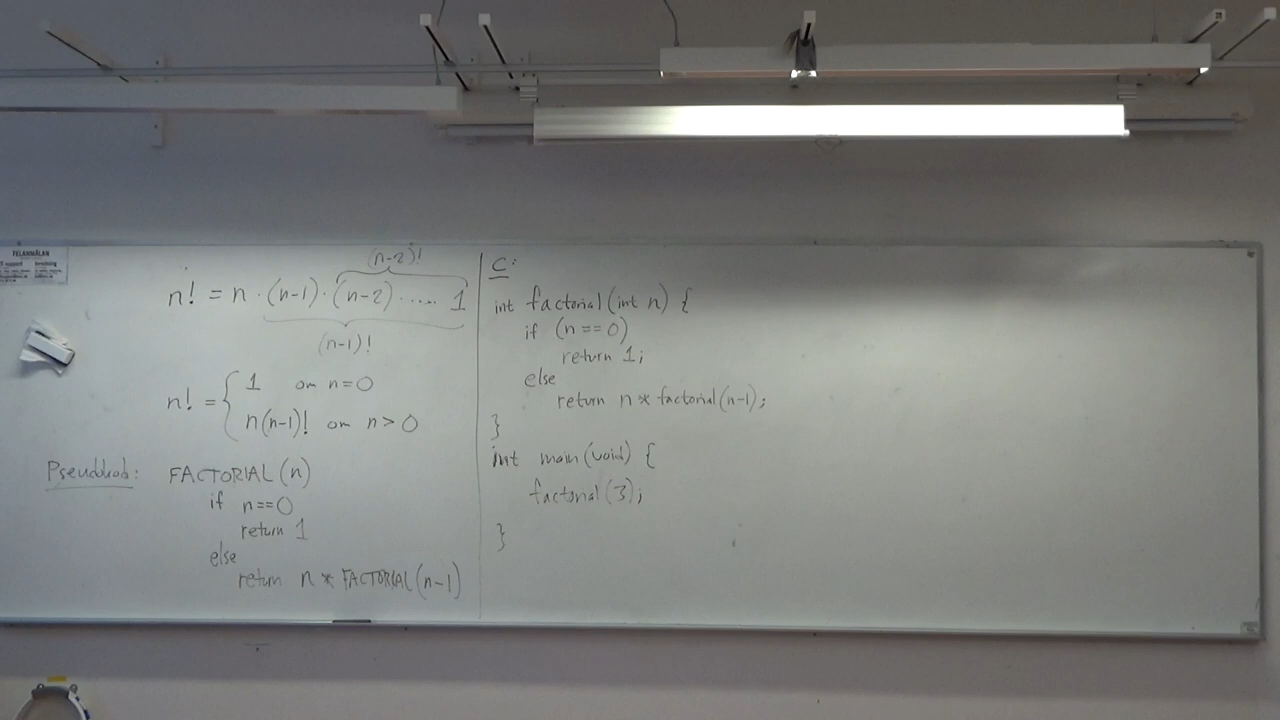 FELANMÄLAN
(n-2)!
n! = n · (n-1) · (n-2) ····· 1
(n-1)!
n! = { 1 om n=0
n(n-1)! om n > 0
Pseudokod: FACTORIAL (n)
if n==0
return 1
else
return n * FACTORIAL (n-1)
C:
int factorial (int n) {
if (n == 0)
return 1;
else
return n * factorial (n-1);
}
int main (void) {
factorial (3);
}